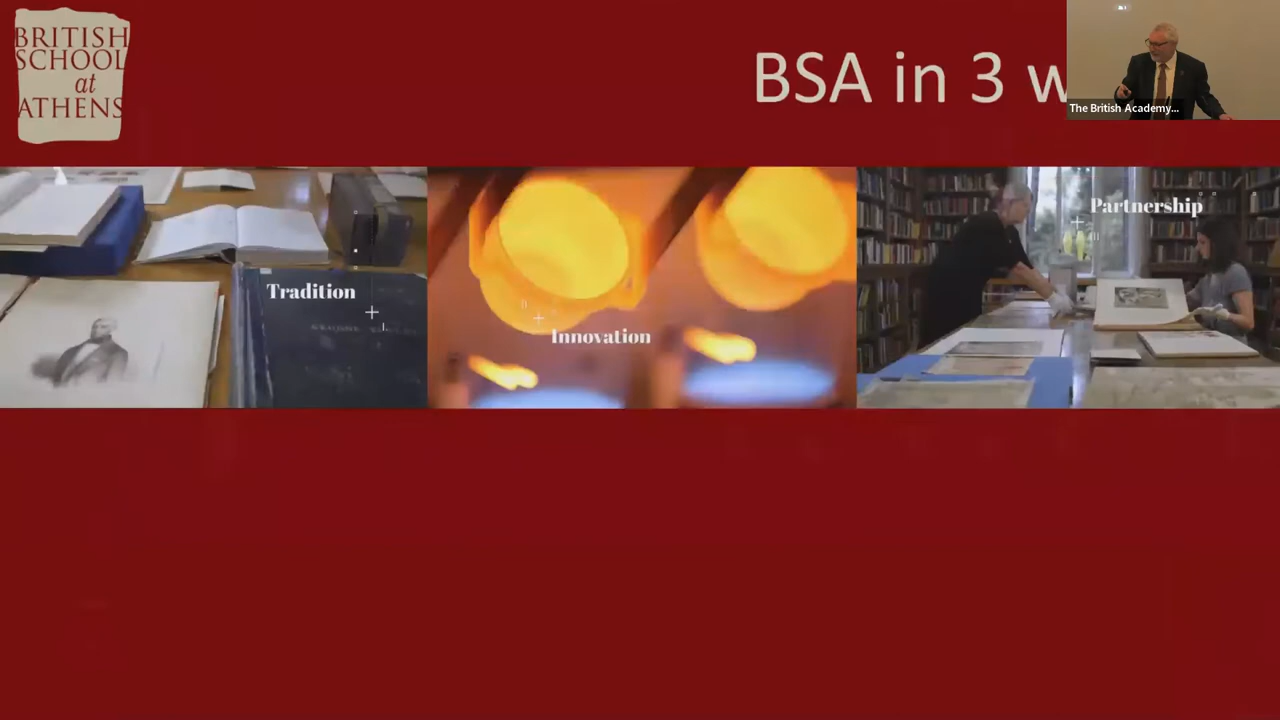 BRITISH
SCHOOL
at
ATHENS
BSA in 3 w
The British Academy...
Tradition
Innovation
Partnership